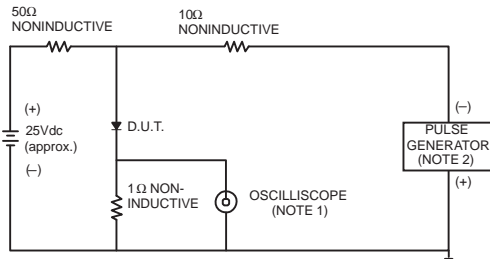 50Ω
NONINDUCTIVE
10Ω
NONINDUCTIVE
(+)
25Vdc
(approx.)
(–)
D.U.T.
1Ω NON-
INDUCTIVE
OSCILLISCOPE
(NOTE 1)
(–)
PULSE
GENERATOR
(NOTE 2)
(+)